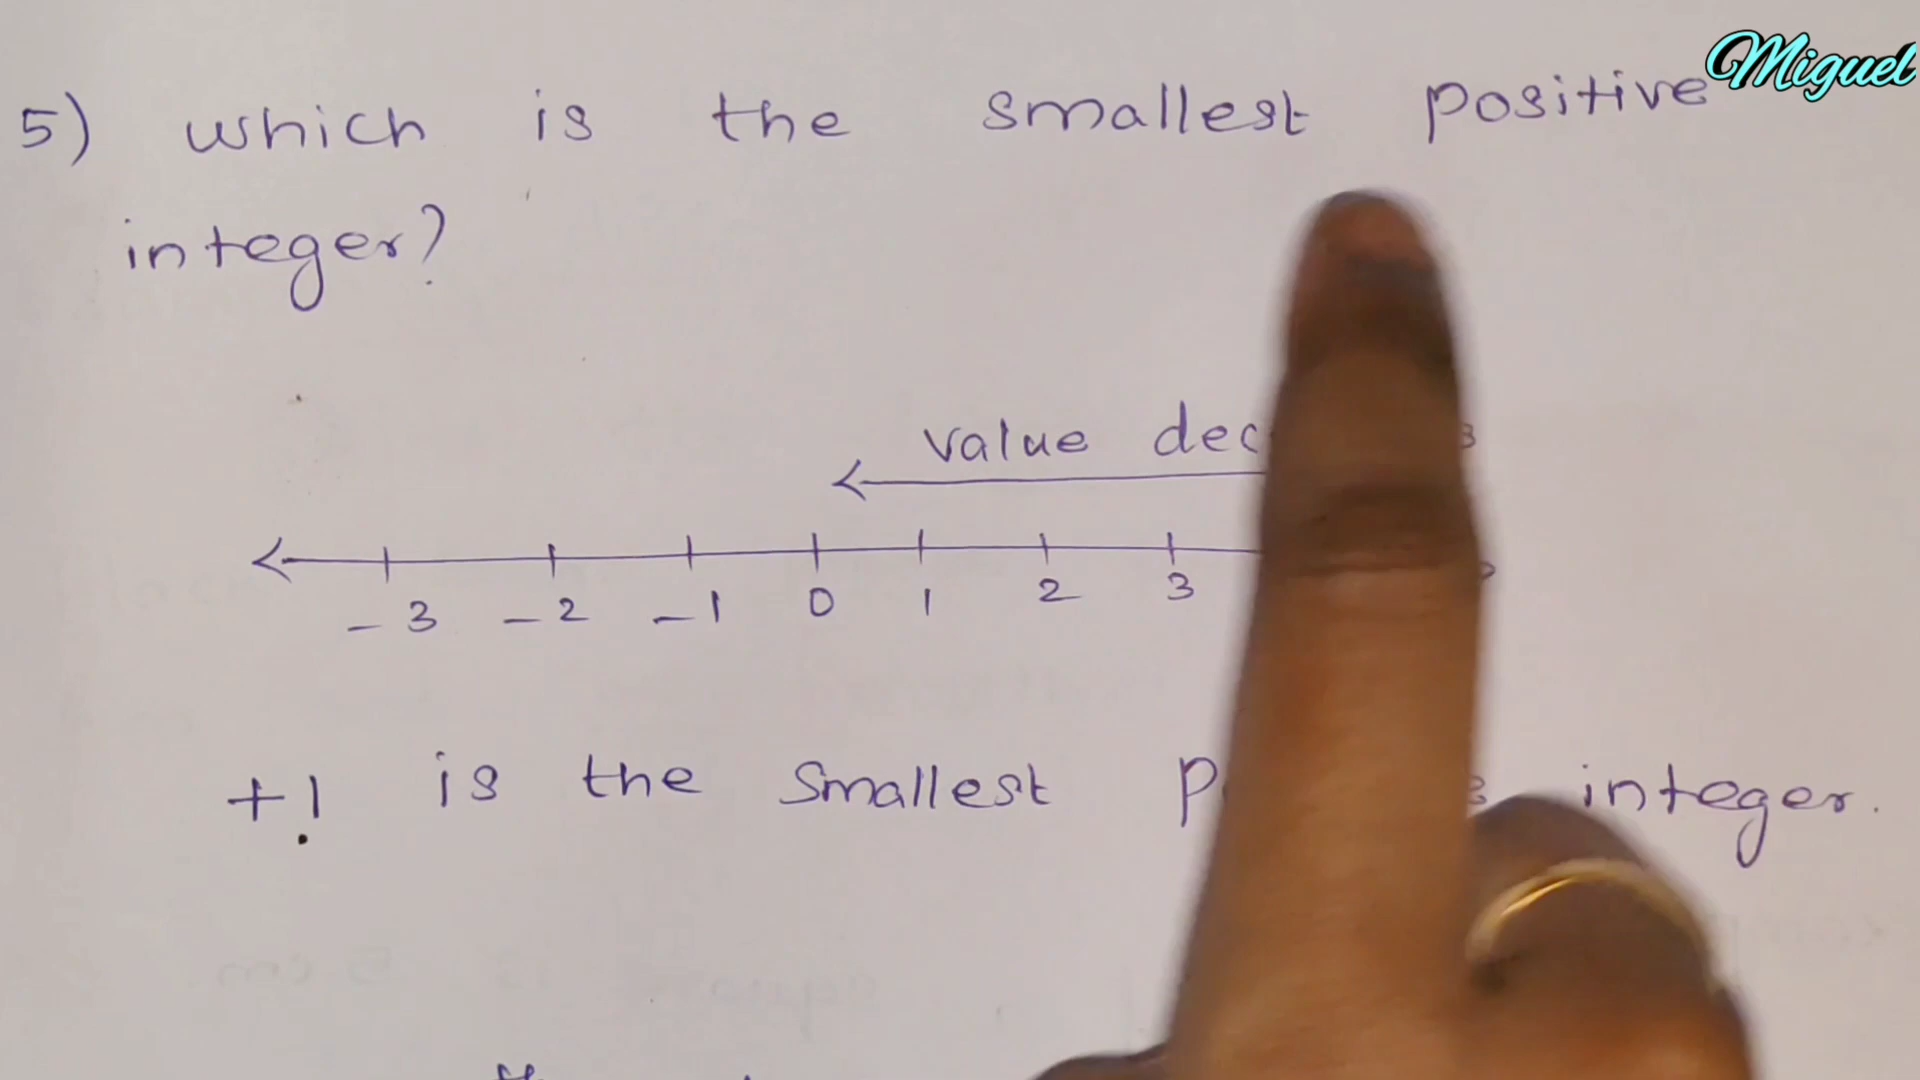 Miguel
5) which is the smallest positive
integer?
value
-3 -2 -1 0 1 2 3
+1 is the smallest integer.